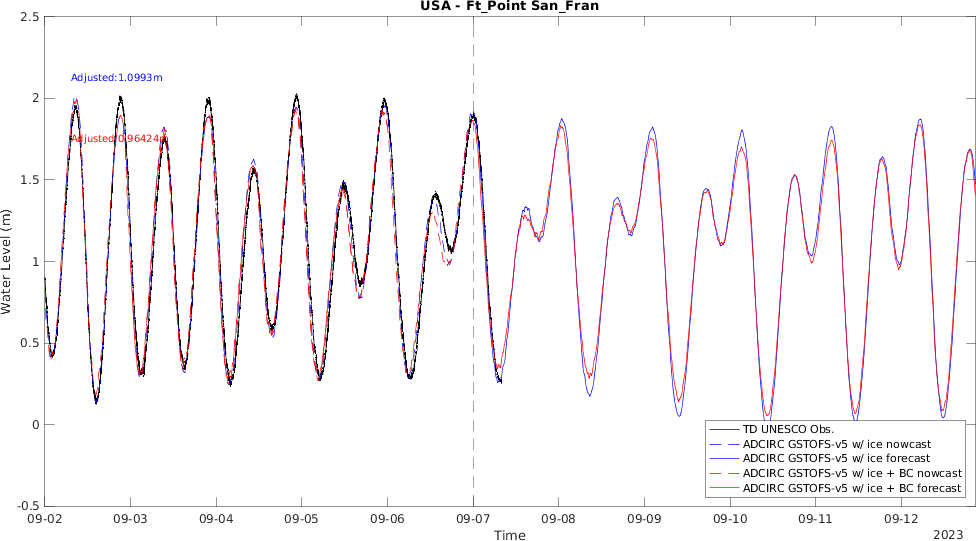 USA - Ft_Point San_Fran
2.5
2
1.5
1
0.5
0
-0.5
Water Level (m)
Adjusted:1.0993m
Adjusted:0.96424m
09-02 09-03 09-04 09-05 09-06 09-07 09-08 09-09 09-10 09-11 09-12
Time
2023
TD UNESCO Obs.
ADCIRC GSTOFS-v5 w/ ice nowcast
ADCIRC GSTOFS-v5 w/ ice forecast
ADCIRC GSTOFS-v5 w/ ice + BC nowcast
ADCIRC GSTOFS-v5 w/ ice + BC forecast